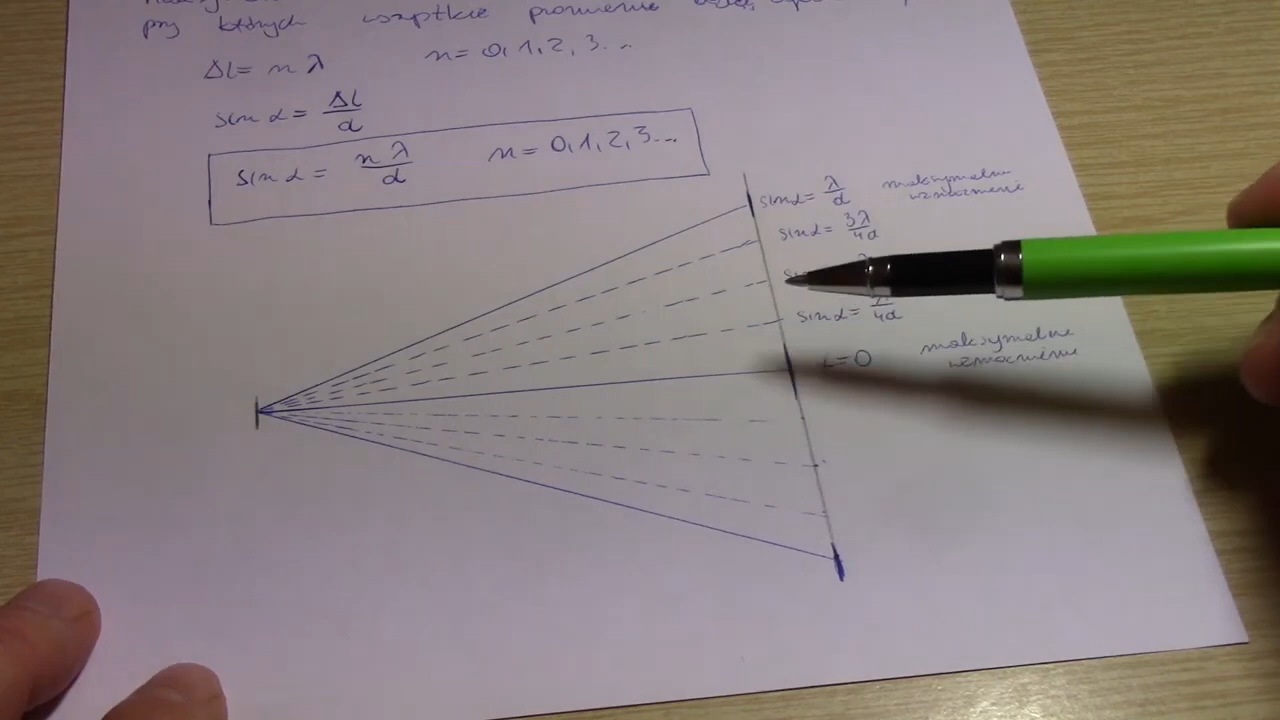 przy których wszystkie promienie
Δl = n λ n = 0, 1, 2, 3...
sin α = Δl/d
sin α = n λ/d n = 0, 1, 2, 3...
sin α = λ/d maksymalne wzmocnienie
sin α = 3λ/4d
sin α = λ/4d
α = 0 maksymalne wzmocnienie